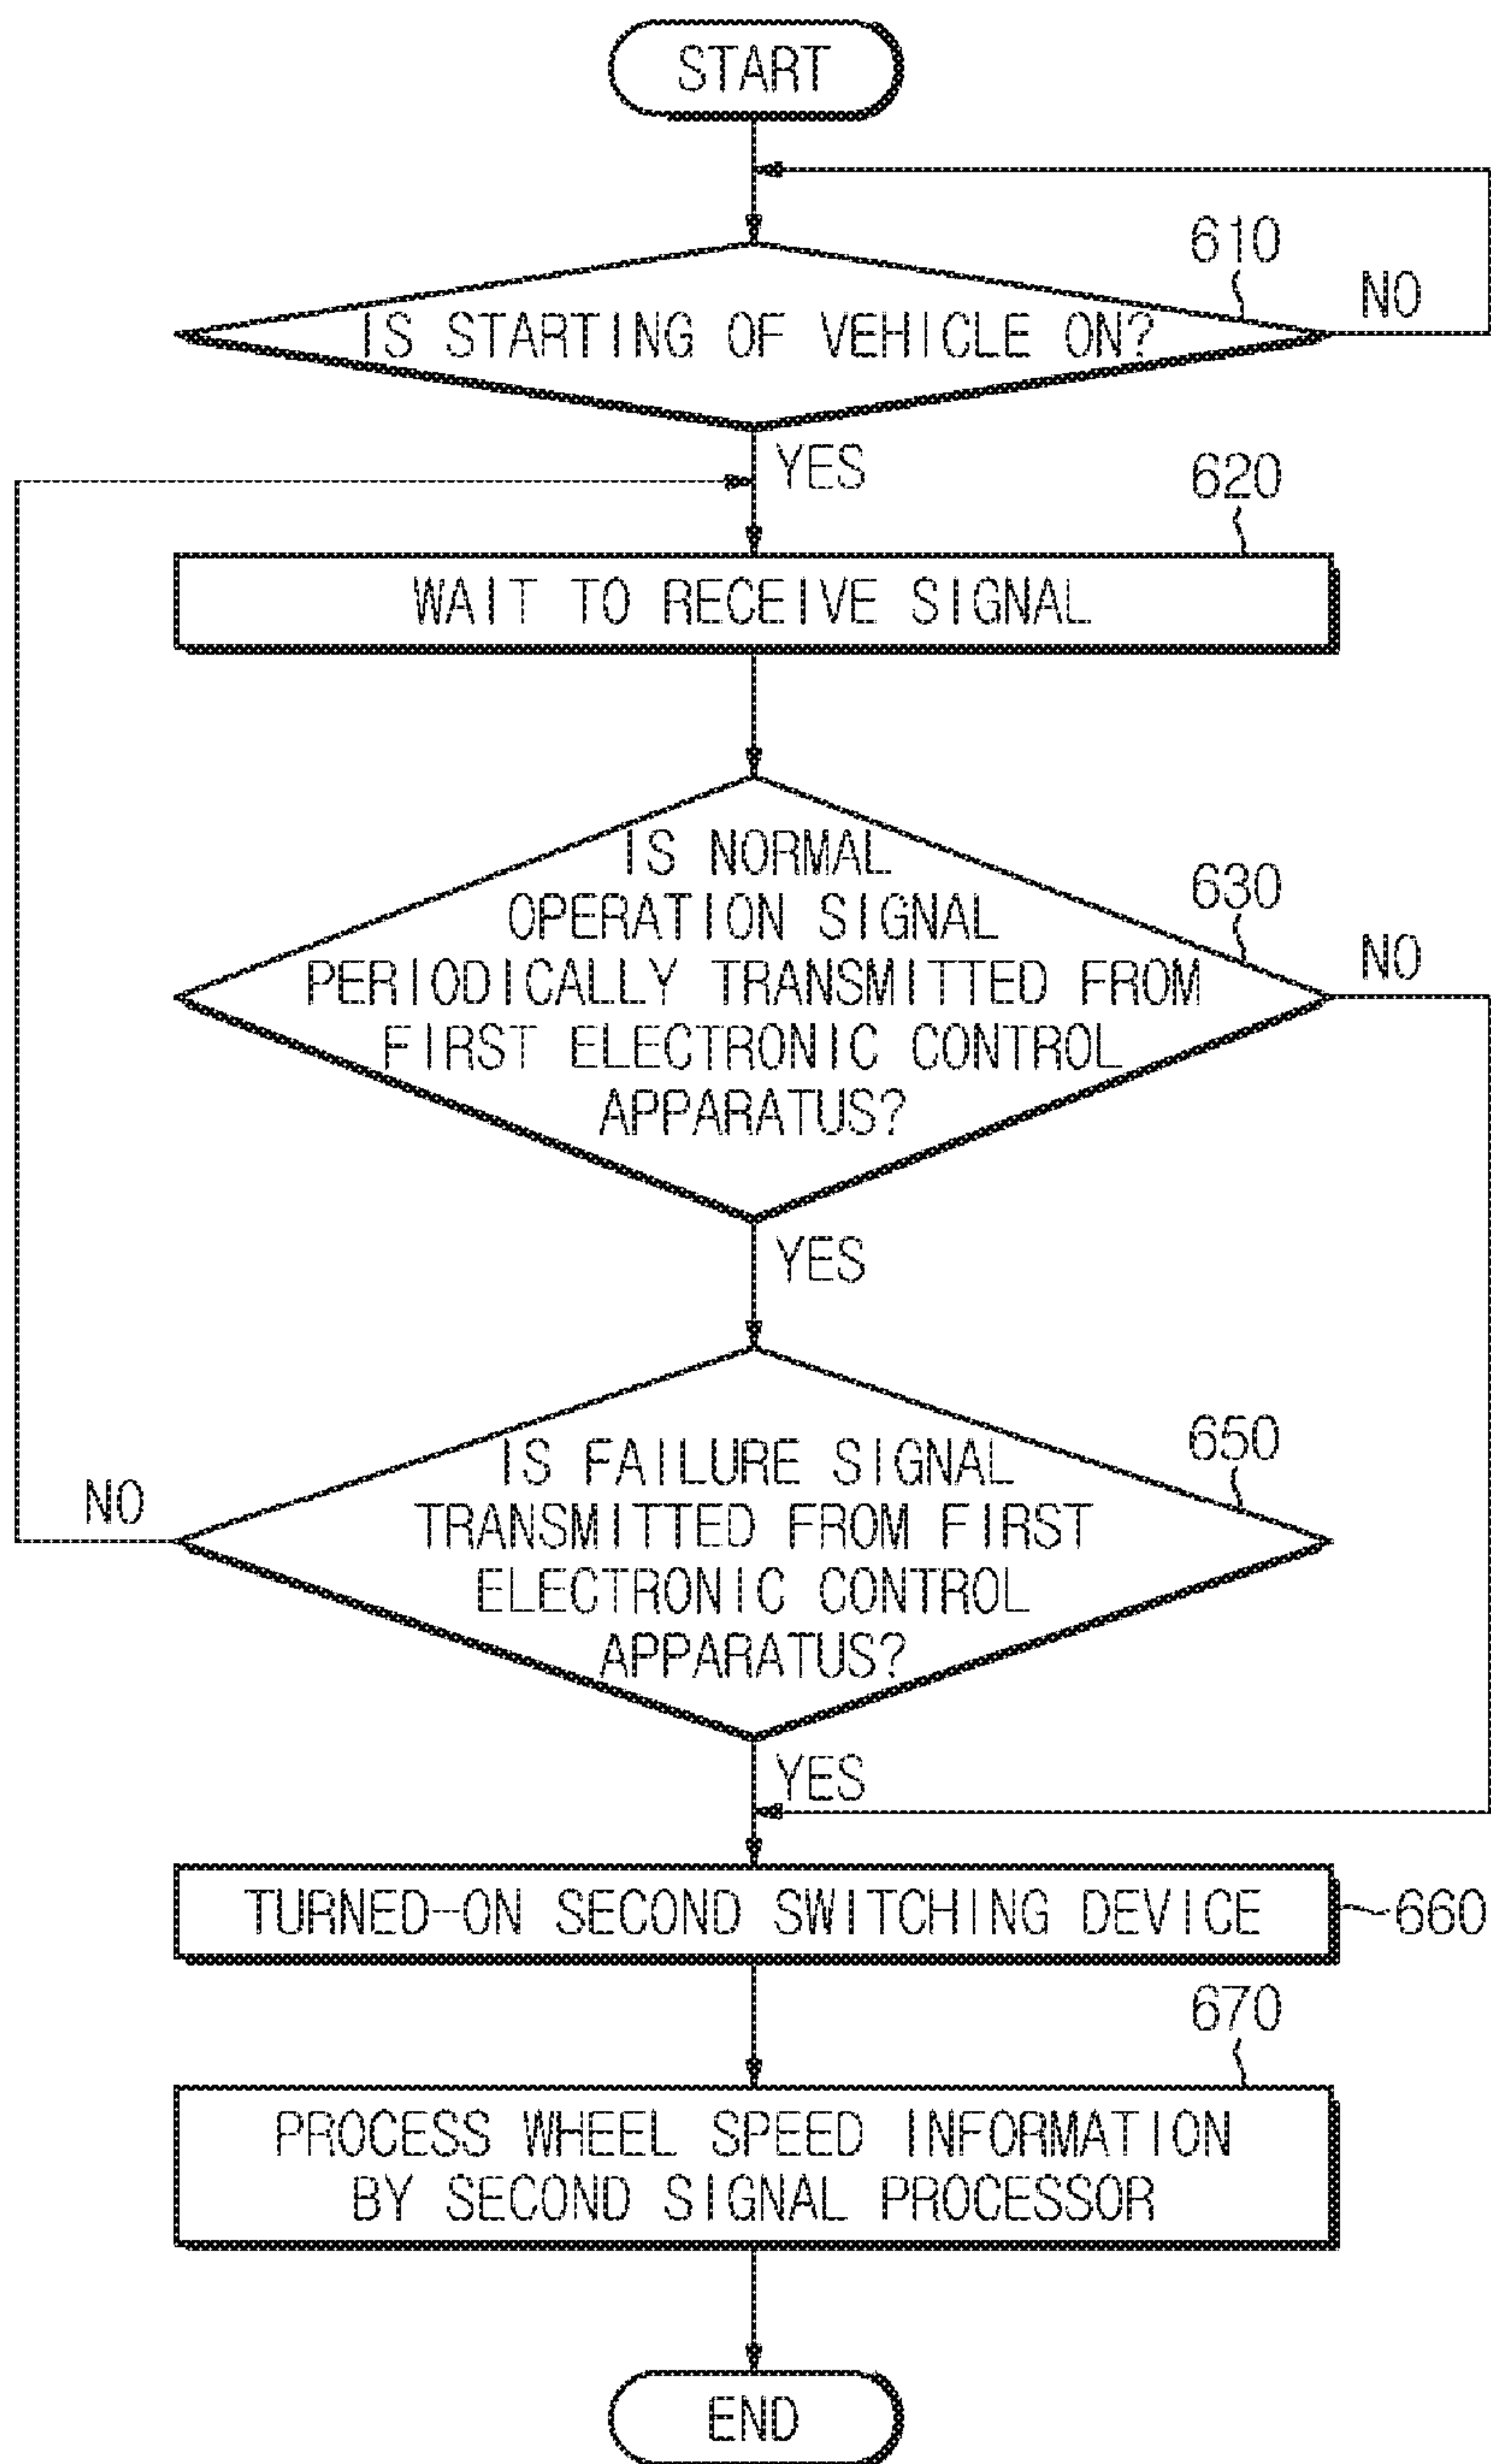 START
610
NO
IS STARTING OF VEHICLE ON?
YES
620
WAIT TO RECEIVE SIGNAL
IS NORMAL
OPERATION SIGNAL
PERIODICALLY TRANSMITTED FROM
FIRST ELECTRONIC CONTROL
APPARATUS?
630
NO
YES
650
IS FAILURE SIGNAL
TRANSMITTED FROM FIRST
ELECTRONIC CONTROL
APPARATUS?
NO
YES
TURNED-ON SECOND SWITCHING DEVICE
660
670
PROCESS WHEEL SPEED INFORMATION
BY SECOND SIGNAL PROCESSOR
END